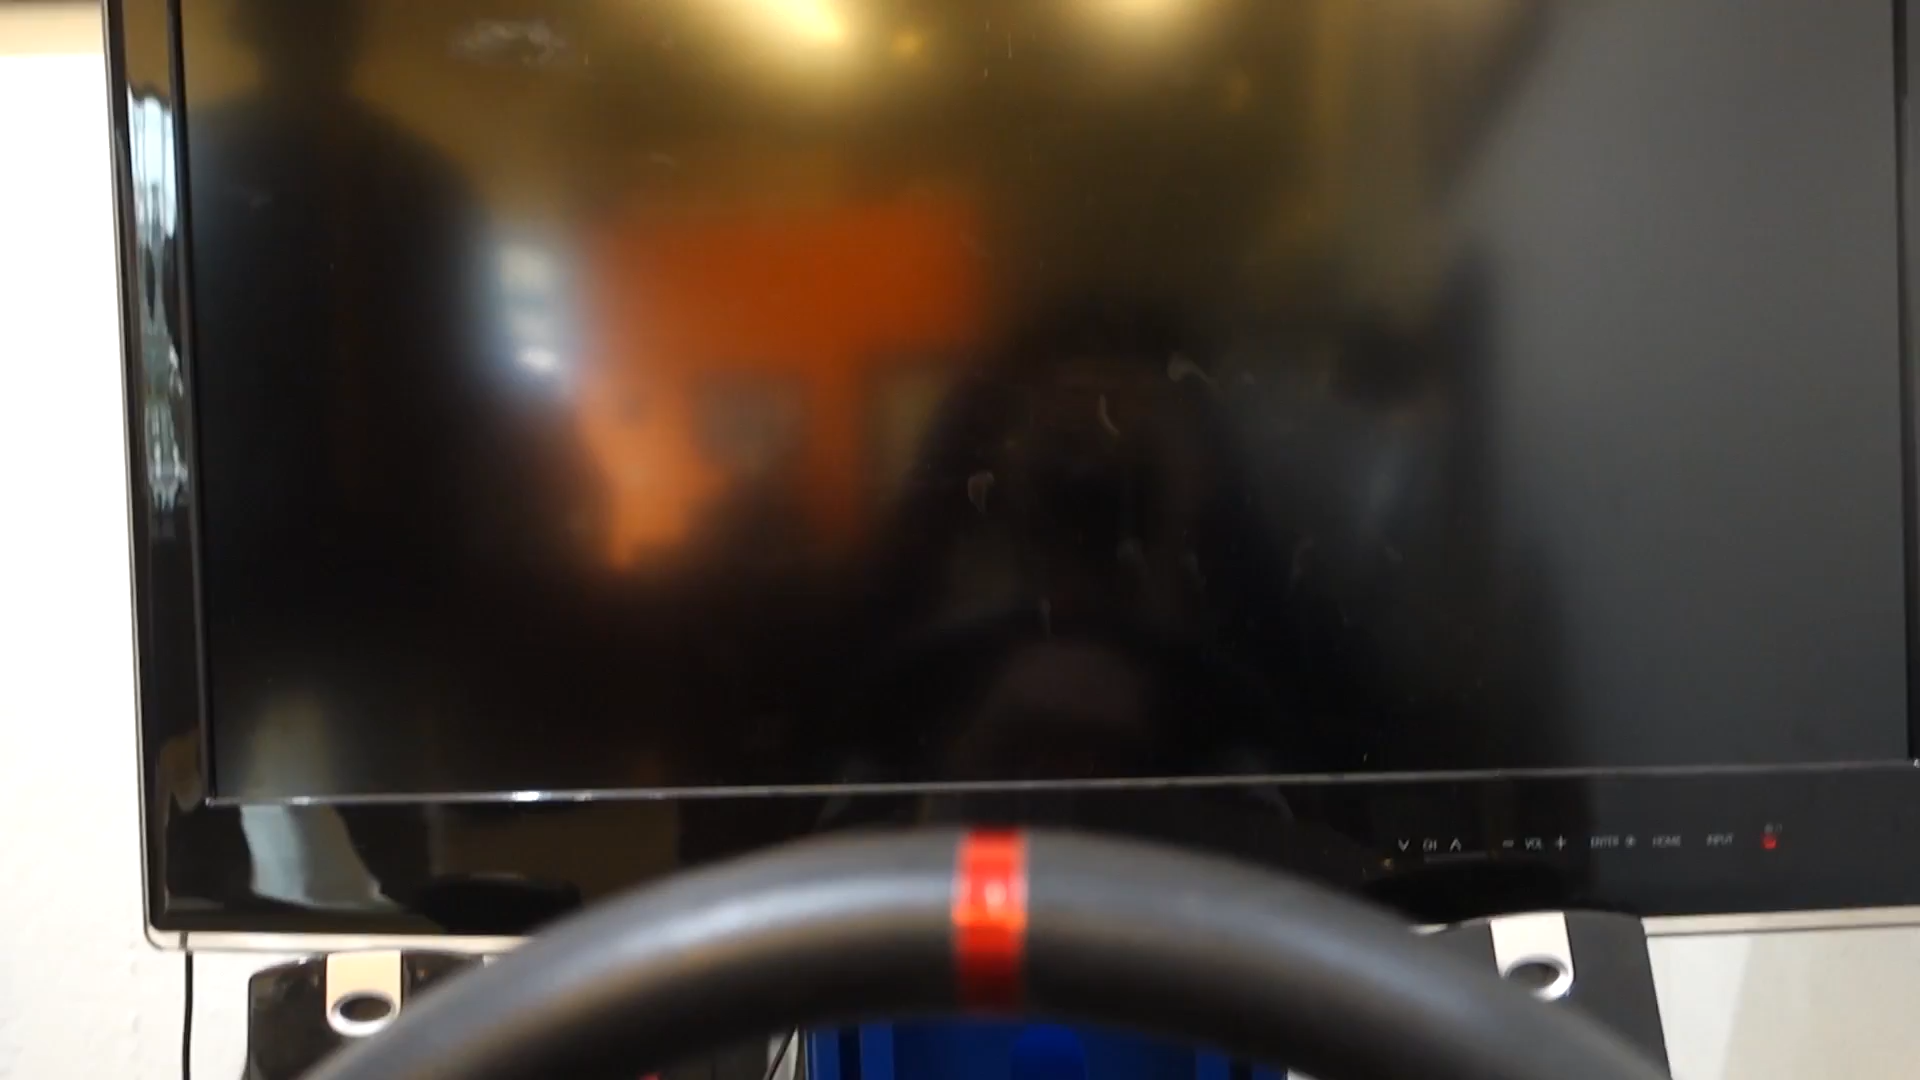 ∨ CH ∧ − VOL + ENTER HOME INPUT